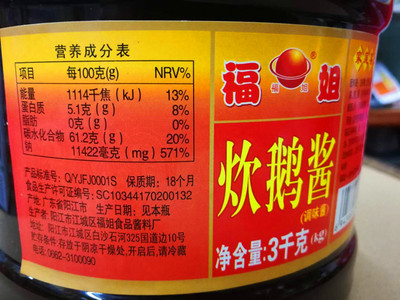 营养成分表
项目 每100克(g) NRV%
能量 1114千焦(kJ) 13%
蛋白质 5.1克(g) 8%
脂肪 0克(g) 0%
碳水化合物 61.2克(g) 20%
钠 11422毫克(mg) 571%
产品标准号:Q/YJFJ0001S 保质期:18个月
食品生产许可证编号:SC10344170200132
产地:广东省阳江市 生产日期:见本瓶
生产商:阳江市江城区福姐食品酱料厂
地址:阳江市江城区白沙石河325国道边10号
贮存条件:存放于阴凉干燥处,开启后,请冷藏
电话:0662-3100090
福 姐
福 姐
炊鹅酱
(调味酱)
净含量:3千克(kg)